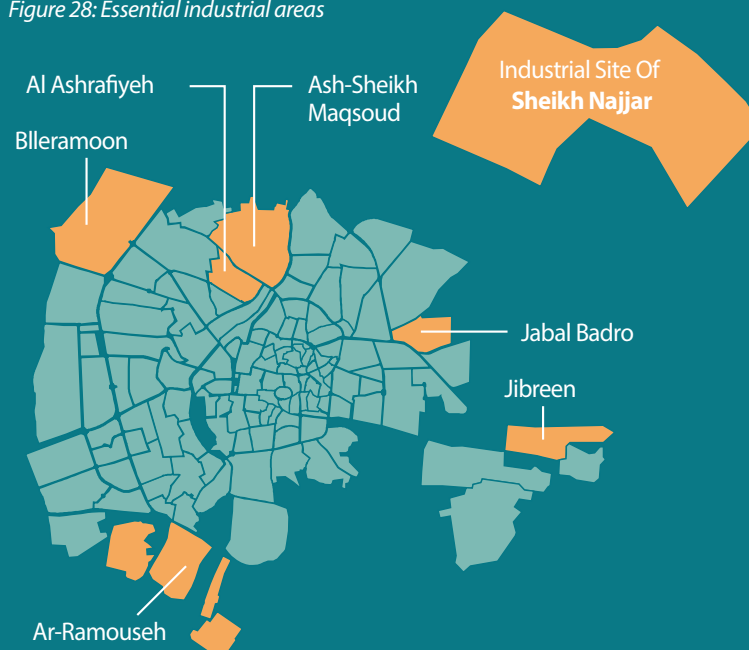 Figure 28: Essential industrial areas
Industrial Site Of
Sheikh Najjar
Al Ashrafiyeh
Ash-Sheikh
Maqsoud
Blleramoon
Jabal Badro
Jibreen
Ar-Ramouseh